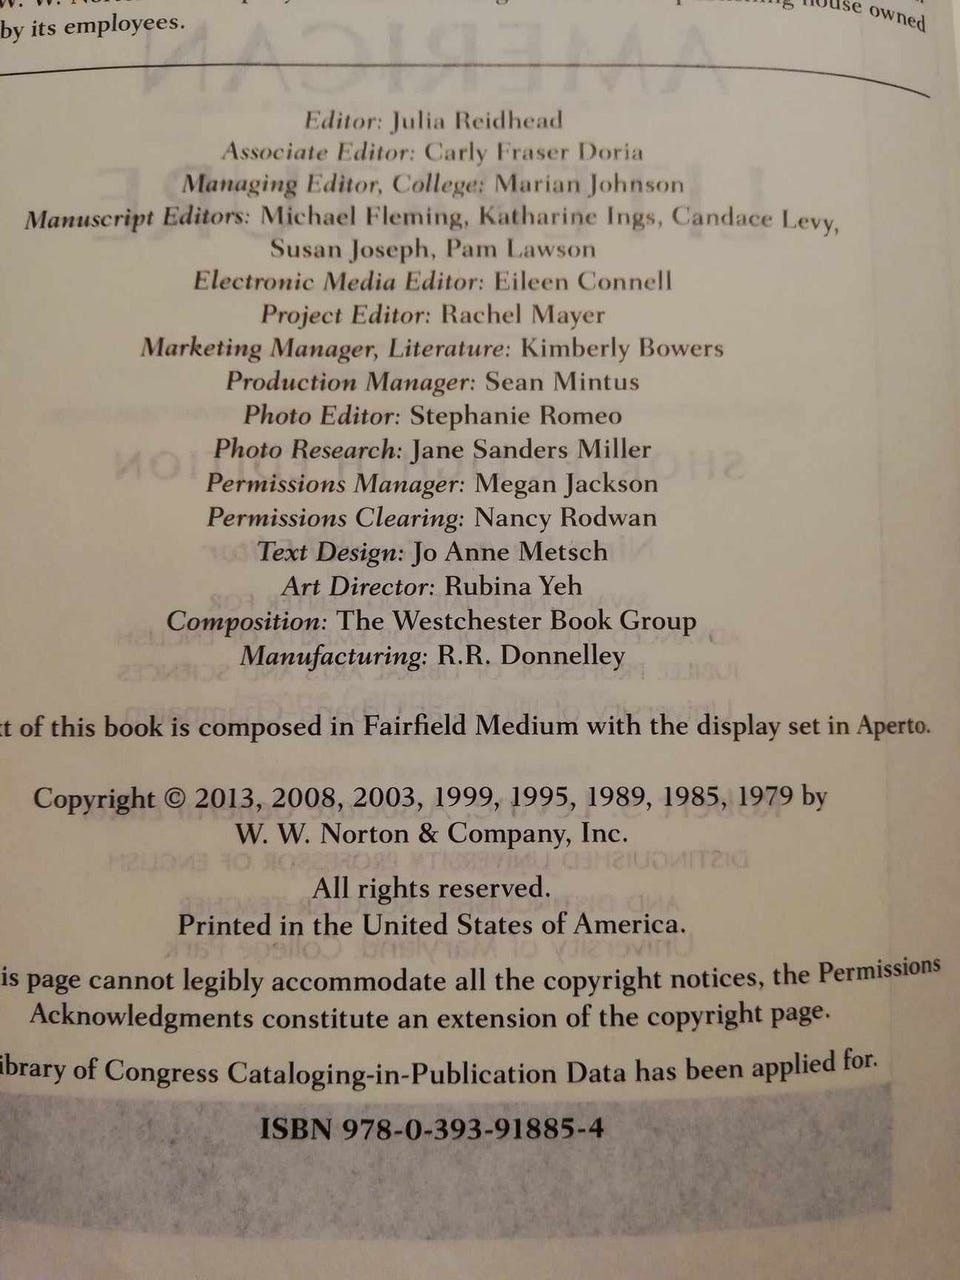 house owned
by its employees.
Editor: Julia Reidhead
Associate Editor: Carly Fraser Doria
Managing Editor, College: Marian Johnson
Manuscript Editors: Michael Fleming, Katharine Ings, Candace Levy,
Susan Joseph, Pam Lawson
Electronic Media Editor: Eileen Connell
Project Editor: Rachel Mayer
Marketing Manager, Literature: Kimberly Bowers
Production Manager: Sean Mintus
Photo Editor: Stephanie Romeo
Photo Research: Jane Sanders Miller
Permissions Manager: Megan Jackson
Permissions Clearing: Nancy Rodwan
Text Design: Jo Anne Metsch
Art Director: Rubina Yeh
Composition: The Westchester Book Group
Manufacturing: R.R. Donnelley
t of this book is composed in Fairfield Medium with the display set in Aperto.
Copyright © 2013, 2008, 2003, 1999, 1995, 1989, 1985, 1979 by
W. W. Norton & Company, Inc.
All rights reserved.
Printed in the United States of America.
is page cannot legibly accommodate all the copyright notices, the Permissions
Acknowledgments constitute an extension of the copyright page.
ibrary of Congress Cataloging-in-Publication Data has been applied for.
ISBN 978-0-393-91885-4